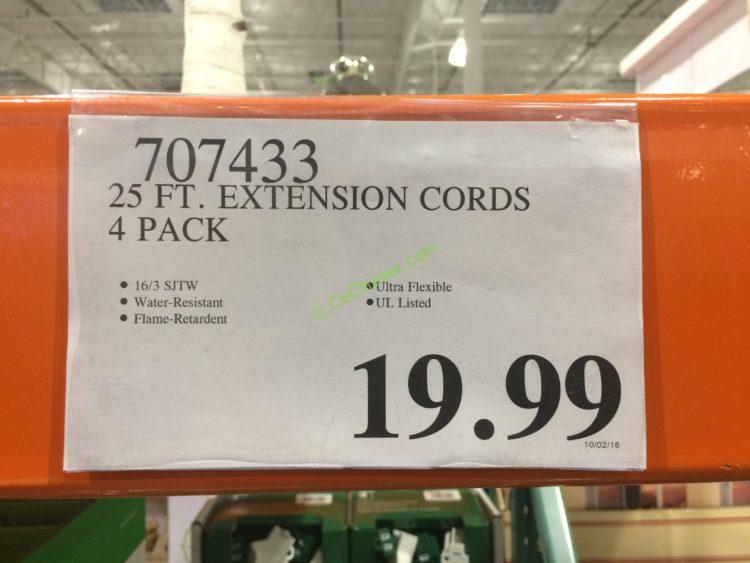 707433
25 FT. EXTENSION CORDS
4 PACK
• 16/3 SJTW
• Water-Resistant
• Flame-Retardent
• Ultra Flexible
• UL Listed
19.99
10/02/16